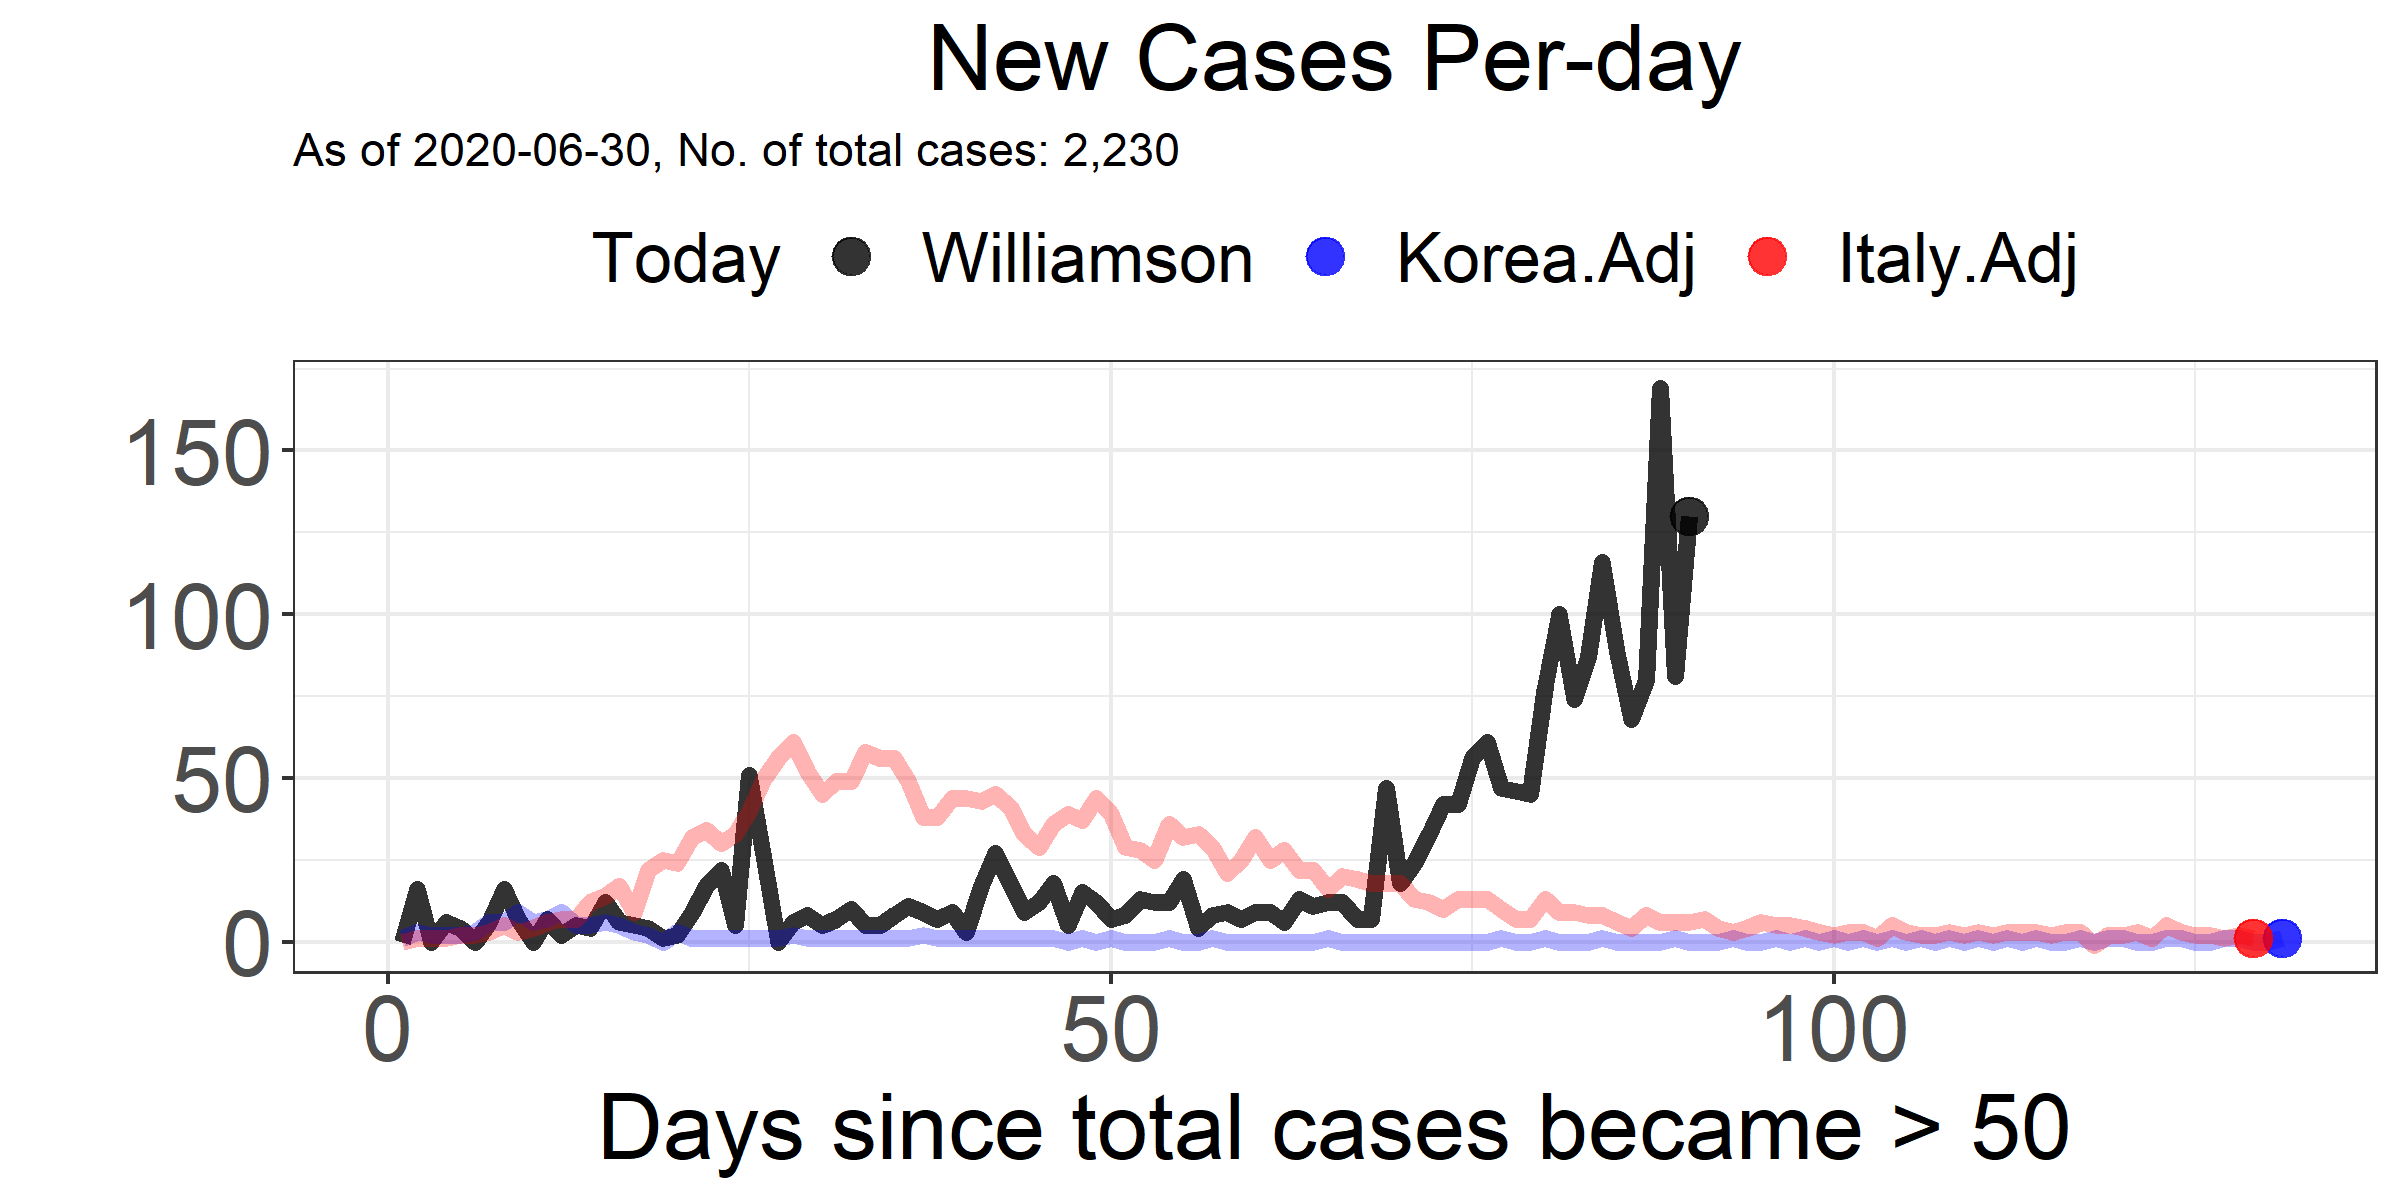 New Cases Per-day
As of 2020-06-30, No. of total cases: 2,230
Today Williamson Korea.Adj Italy.Adj
150
100
50
0
0 50 100
Days since total cases became > 50